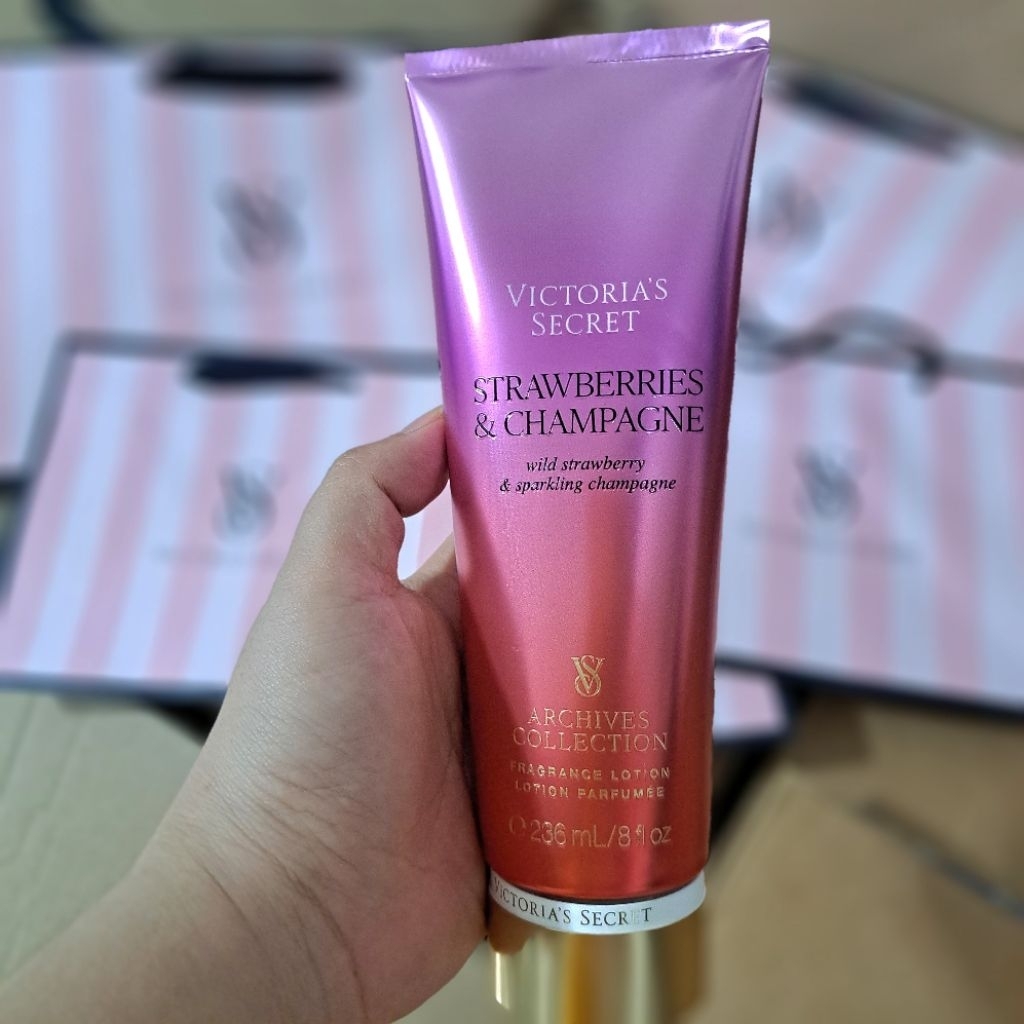 VICTORIA'S
SECRET
STRAWBERRIES
& CHAMPAGNE
wild strawberry
& sparkling champagne
VS
ARCHIVES
COLLECTION
FRAGRANCE LOTION
LOTION PARFUMÉE
℮ 236 mL/8 fl oz
VICTORIA'S SECRET